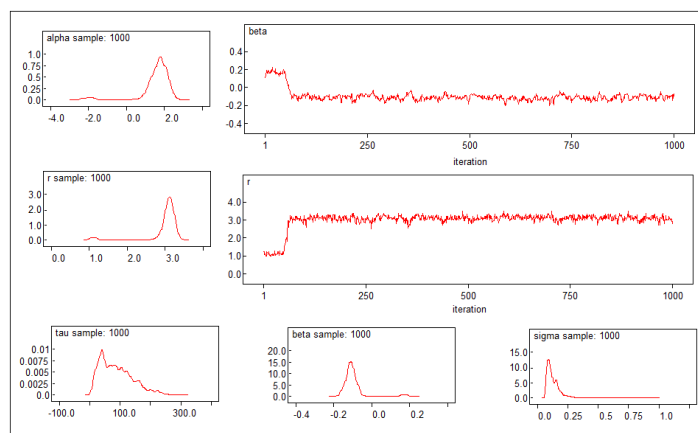 alpha sample: 1000
1.0
0.75
0.5
0.25
0.0
-4.0 -2.0 0.0 2.0
beta
0.4
0.2
0.0
-0.2
-0.4
1 250 500 750 1000
iteration
r sample: 1000
3.0
2.0
1.0
0.0
0.0 1.0 2.0 3.0
r
4.0
3.0
2.0
1.0
0.0
1 250 500 750 1000
iteration
tau sample: 1000
0.01
0.0075
0.005
0.0025
0.0
-100.0 100.0 300.0
beta sample: 1000
20.0
15.0
10.0
5.0
0.0
-0.4 -0.2 0.0 0.2
sigma sample: 1000
15.0
10.0
5.0
0.0
0.0 0.25 0.5 0.75 1.0